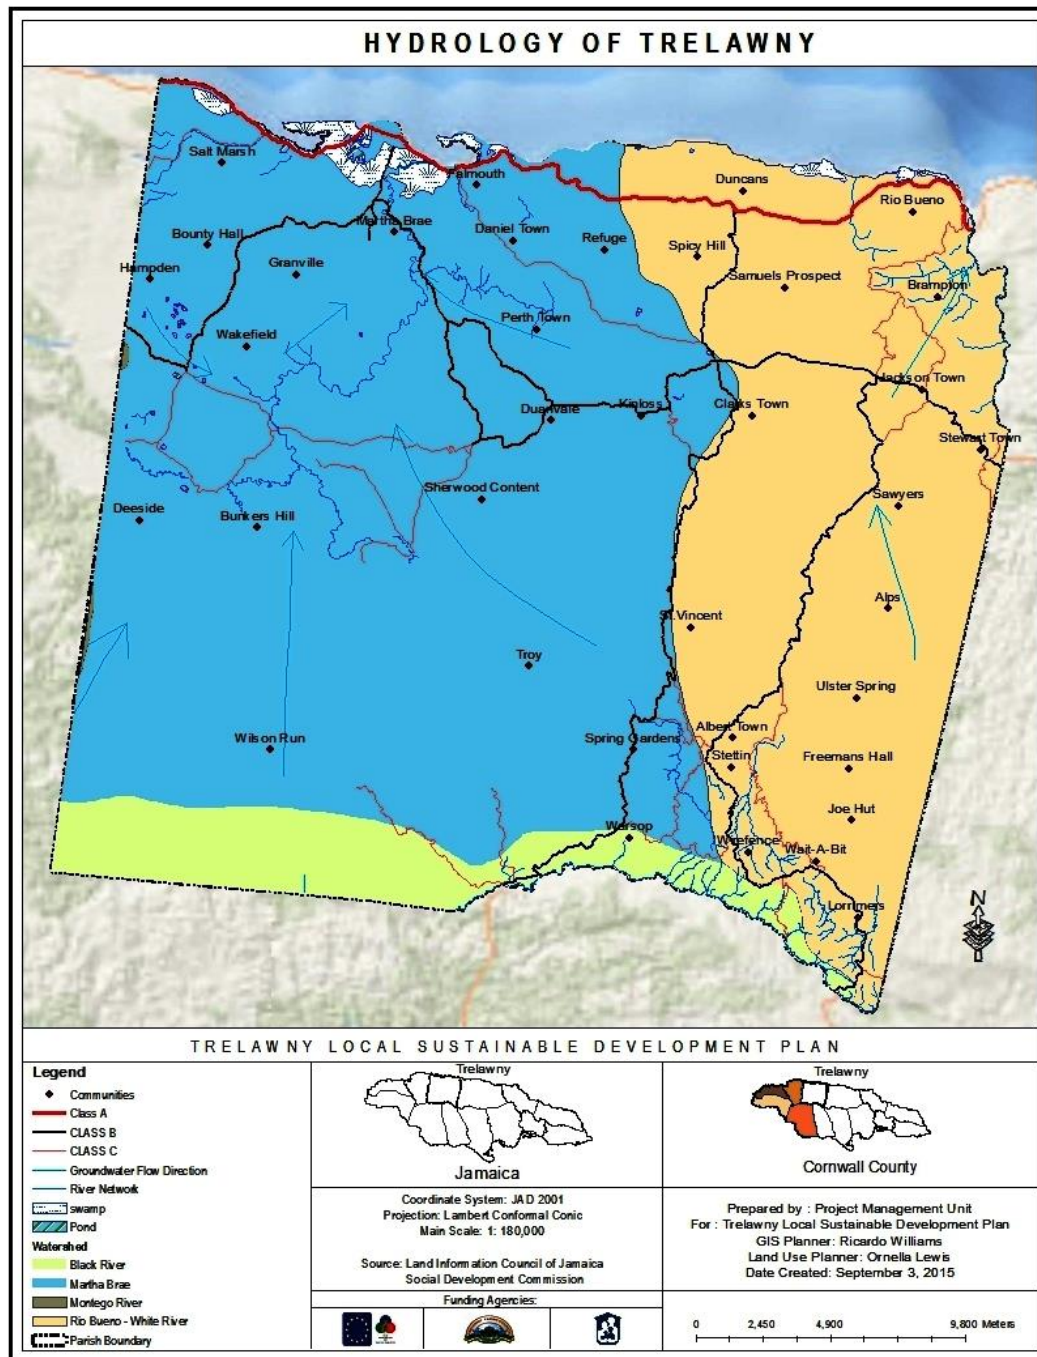 HYDROLOGY OF TRELAWNY
Salt Marsh
Falmouth
Duncans
Rio Bueno
Bounty Hall
Martha Brae
Daniel Town
Refuge
Spicy Hill
Hampden
Granville
Samuels Prospect
Brampton
Wakefield
Perth Town
Jackson Town
Duanvale
Kinloss
Clarks Town
Stewart Town
Sherwood Content
Sawyers
Deeside
Bunkers Hill
Alps
St.Vincent
Troy
Ulster Spring
Wilson Run
Spring Gardens
Albert Town
Stettin
Freemans Hall
Joe Hut
Warsop
Wirefence
Wait-A-Bit
Lorrimers
N
TRELAWNY LOCAL SUSTAINABLE DEVELOPMENT PLAN
Legend
Communities
Class A
CLASS B
CLASS C
Groundwater Flow Direction
River Network
swamp
Pond
Watershed
Black River
Martha Brae
Montego River
Rio Bueno - White River
Parish Boundary
Trelawny
Jamaica
Coordinate System: JAD 2001
Projection: Lambert Conformal Conic
Main Scale: 1: 180,000
Source: Land Information Council of Jamaica
Social Development Commission
Funding Agencies:
Trelawny
Cornwall County
Prepared by : Project Management Unit
For : Trelawny Local Sustainable Development Plan
GIS Planner: Ricardo Williams
Land Use Planner: Ornella Lewis
Date Created: September 3, 2015
0 2,450 4,900 9,800 Meters